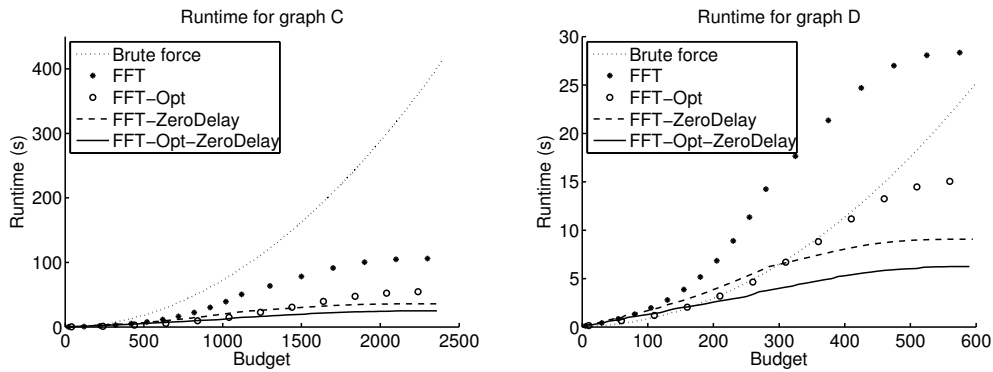 Runtime for graph C
400
300
200
100
0
Runtime (s)
Brute force
FFT
FFT−Opt
FFT−ZeroDelay
FFT−Opt−ZeroDelay
0 500 1000 1500 2000 2500
Budget
Runtime for graph D
30
25
20
15
10
5
0
Runtime (s)
Brute force
FFT
FFT−Opt
FFT−ZeroDelay
FFT−Opt−ZeroDelay
0 100 200 300 400 500 600
Budget